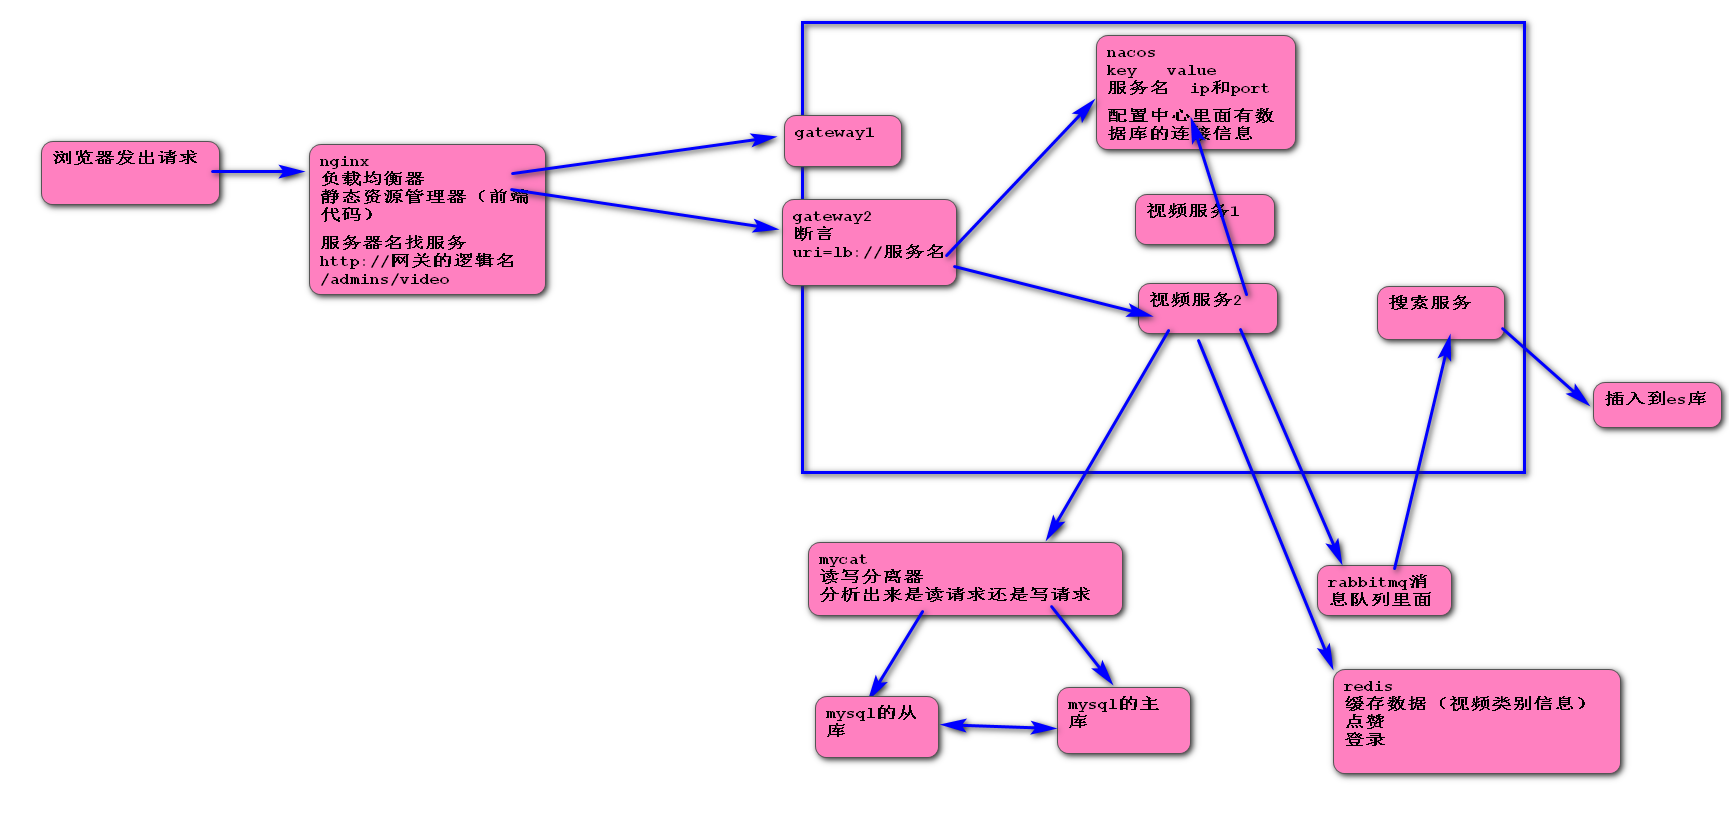 浏览器发出请求
nginx
负载均衡器
静态资源管理器（前端
代码）
服务器名找服务
http://网关的逻辑名
/admins/video
gateway1
gateway2
断言
uri=lb://服务名
nacos
key value
服务名 ip和port
配置中心里面有数
据库的连接信息
视频服务1
视频服务2
搜索服务
插入到es库
mycat
读写分离器
分析出来是读请求还是写请求
rabbitmq消
息队列里面
mysql的从
库
mysql的主
库
redis
缓存数据（视频类别信息）
点赞
登录